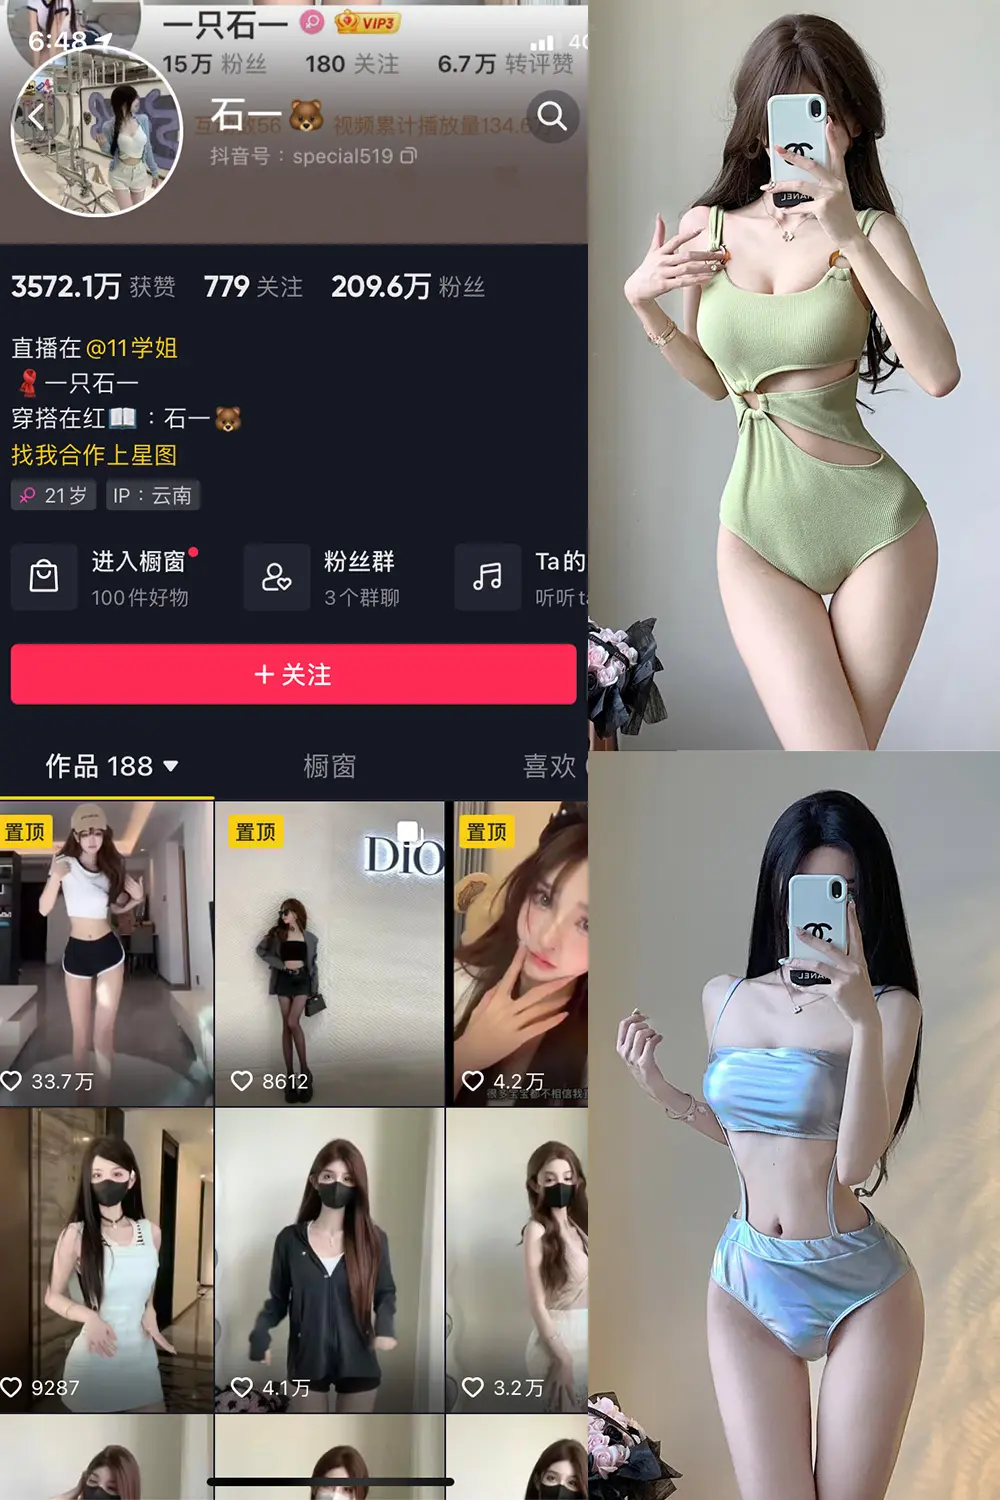 一只石一 VIP3
6:48
15万 粉丝 180 关注 6.7万 转评赞
石一
视频累计播放量134.6
抖音号：special519
3572.1万 获赞 779 关注 209.6万 粉丝
直播在 @11学姐
一只石一
穿搭在红 ：石一
找我合作上星图
21岁 IP：云南
进入橱窗
100件好物
粉丝群
3个群聊
Ta的
听听ta
+ 关注
作品 188
橱窗
喜欢
置顶
置顶
置顶
DIO
33.7万
8612
4.2万
很多宝宝都不相信我
9287
4.1万
3.2万
CHANEL
CHANEL